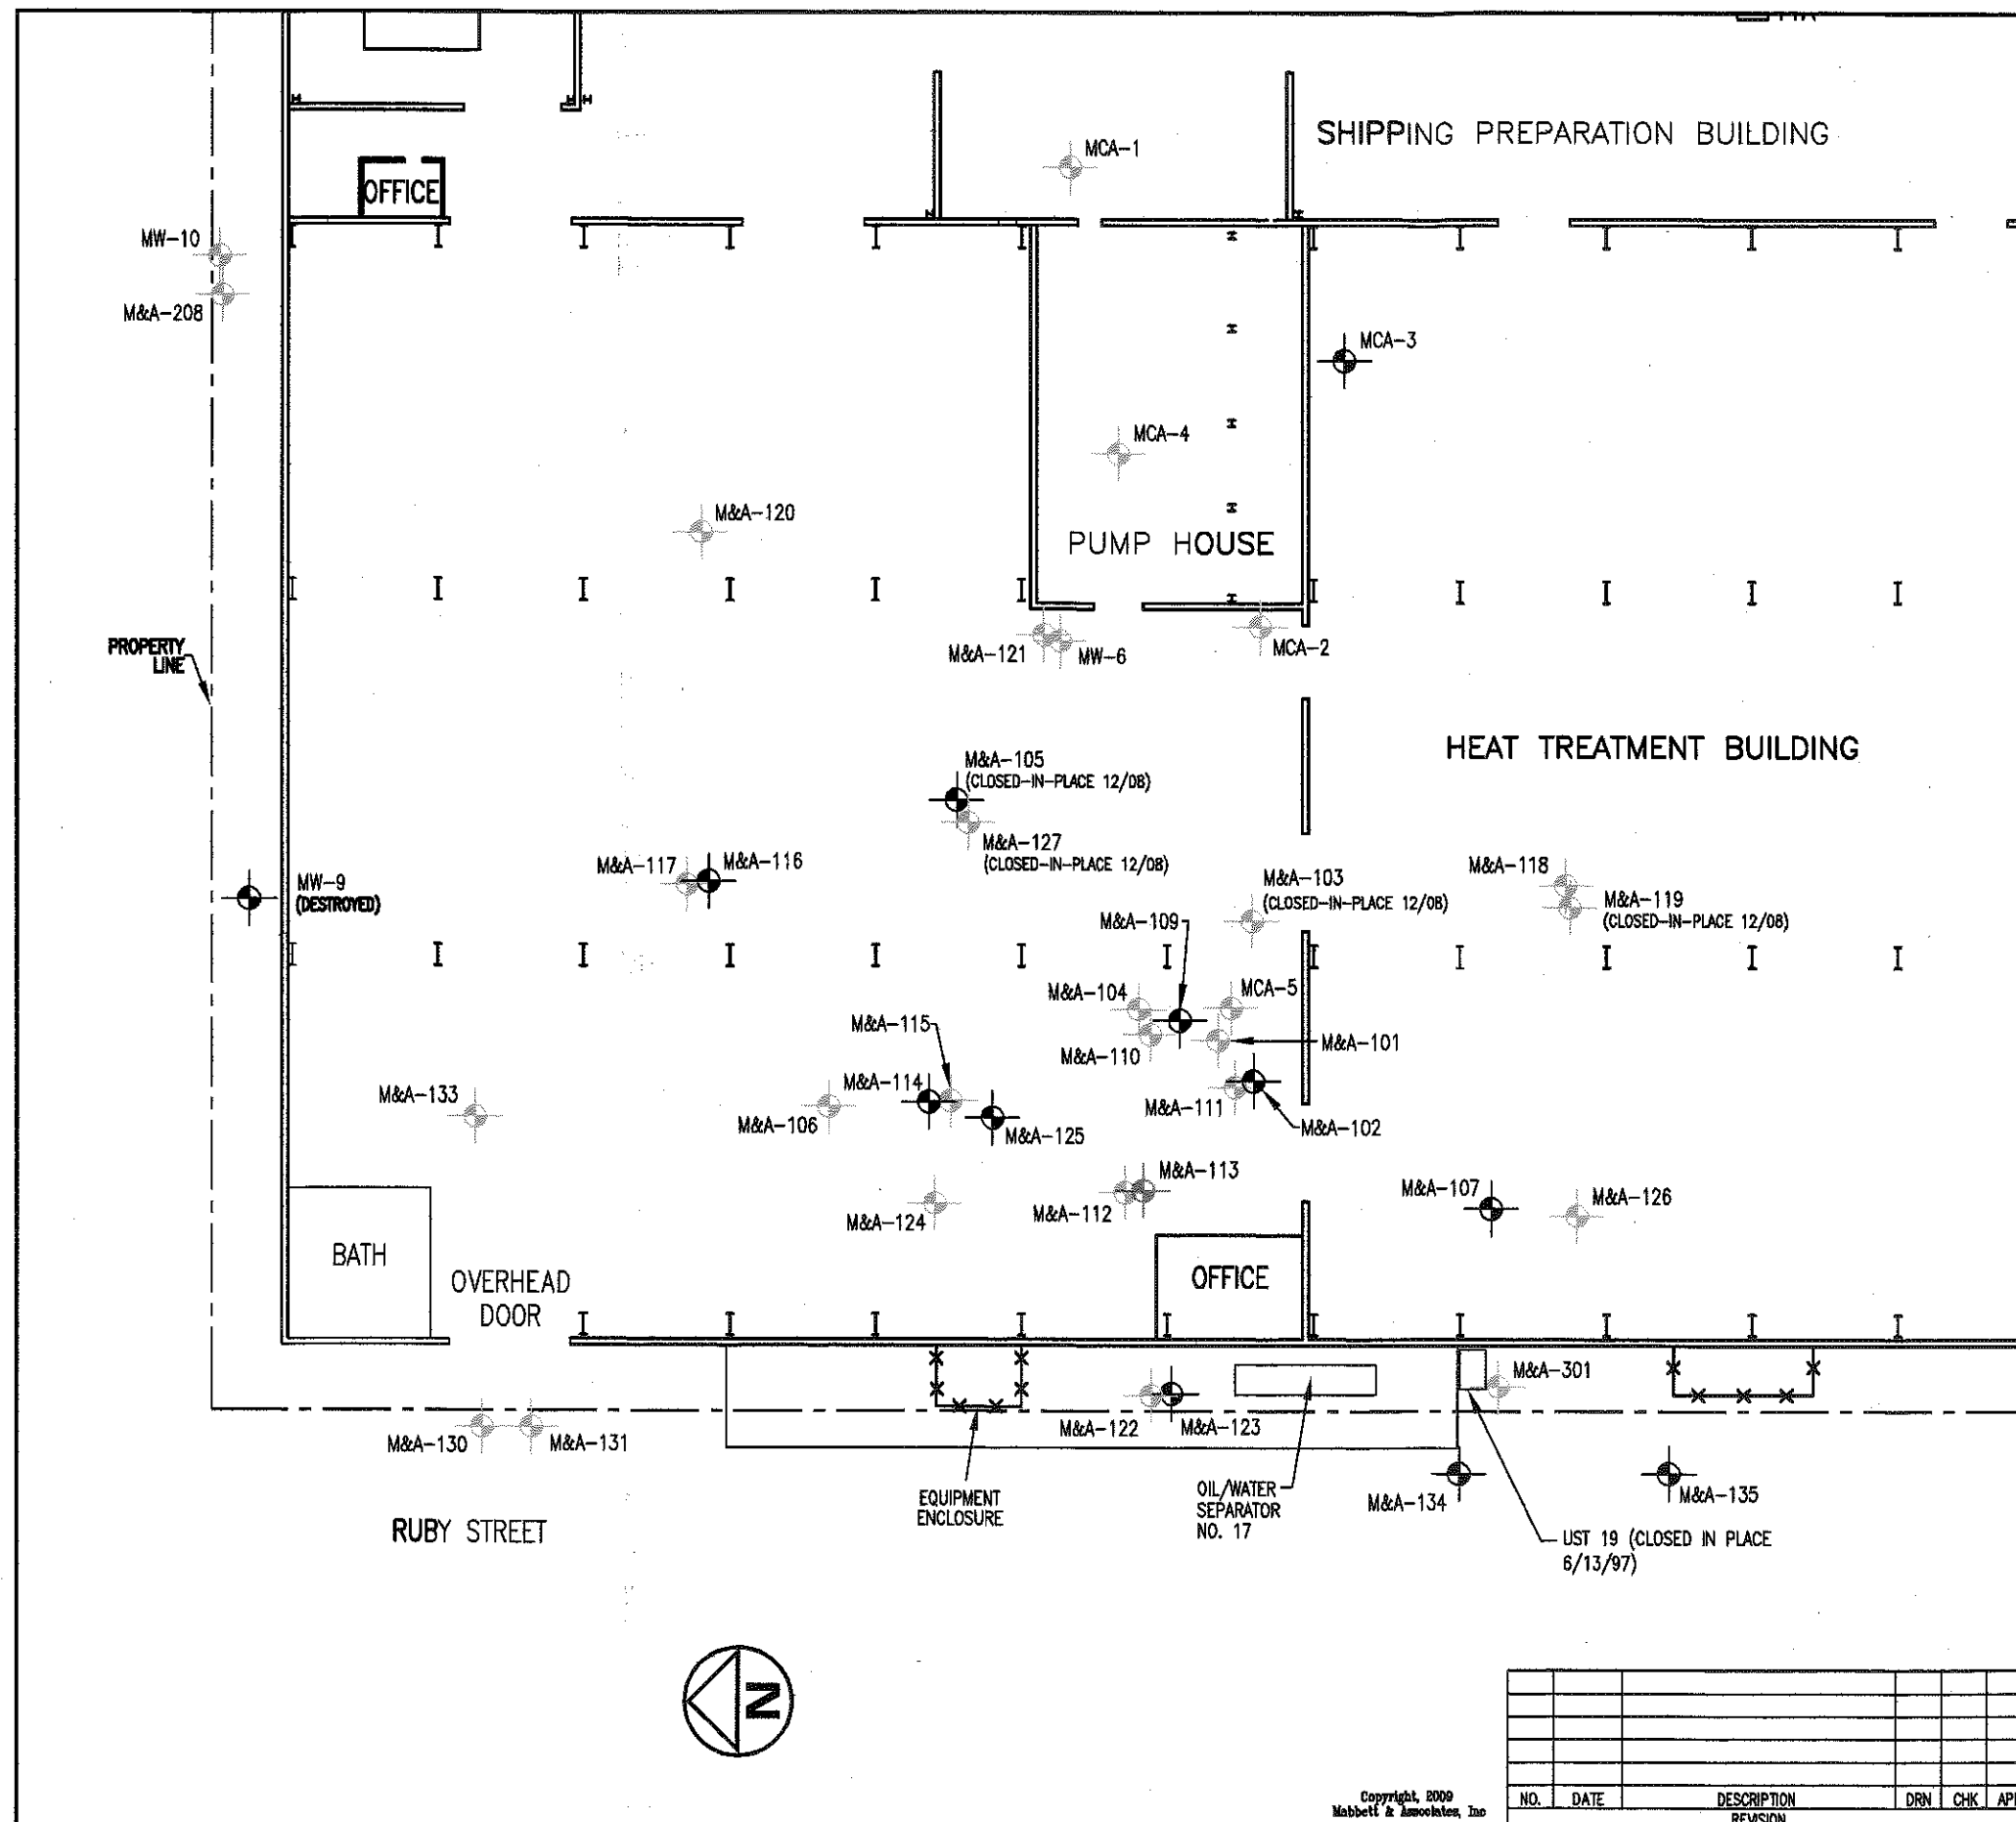 SHIPPING PREPARATION BUILDING
MCA-1
OFFICE
MW-10
M&A-208
MCA-3
MCA-4
M&A-120
PUMP HOUSE
PROPERTY
LINE
M&A-121
MW-6
MCA-2
HEAT TREATMENT BUILDING
M&A-105
(CLOSED-IN-PLACE 12/08)
M&A-127
(CLOSED-IN-PLACE 12/08)
M&A-117
M&A-116
MW-9
(DESTROYED)
M&A-103
(CLOSED-IN-PLACE 12/08)
M&A-118
M&A-119
(CLOSED-IN-PLACE 12/08)
M&A-109
M&A-104
MCA-5
M&A-115
M&A-110
M&A-101
M&A-133
M&A-114
M&A-106
M&A-125
M&A-111
M&A-102
M&A-113
M&A-112
M&A-124
M&A-107
M&A-126
BATH
OVERHEAD
DOOR
OFFICE
M&A-301
M&A-130
M&A-131
M&A-122
M&A-123
EQUIPMENT
ENCLOSURE
OIL/WATER
SEPARATOR
NO. 17
M&A-134
M&A-135
RUBY STREET
UST 19 (CLOSED IN PLACE
6/13/97)
N
Copyright, 2009
Mabbett & Associates, Inc
NO. DATE DESCRIPTION DRN CHK
REVISION